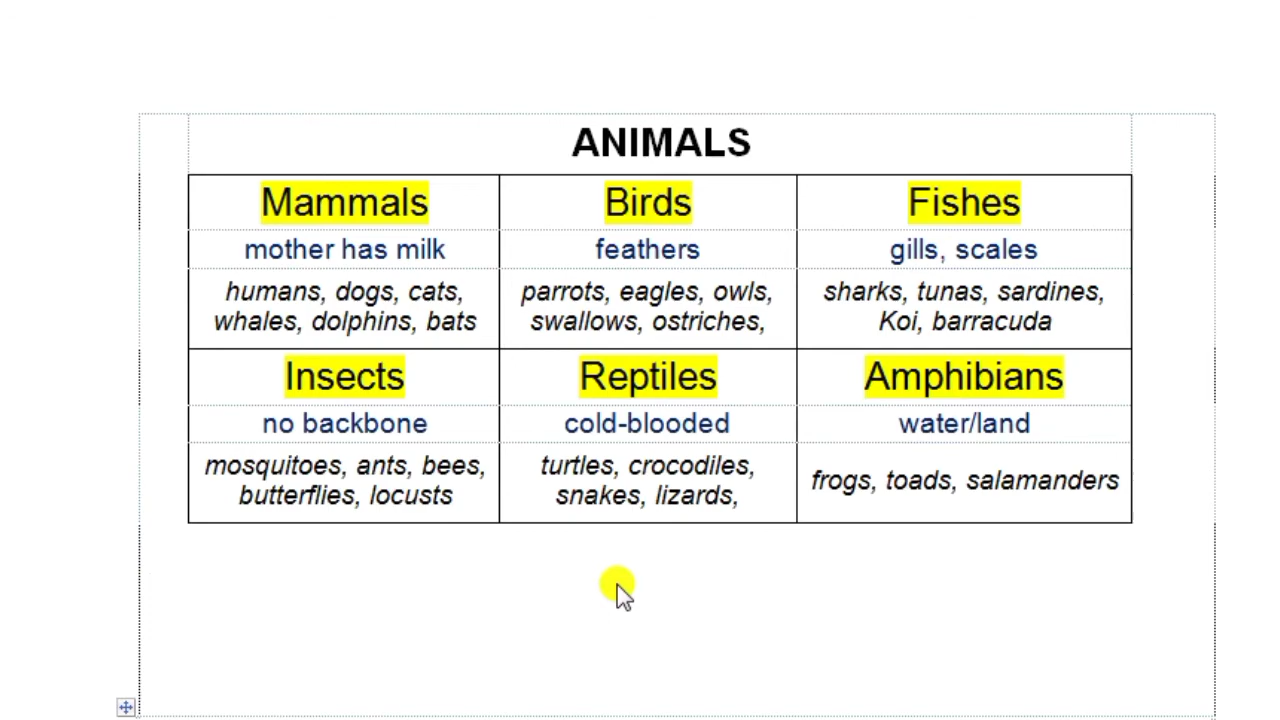 ANIMALS
Mammals
Birds
Fishes
mother has milk
feathers
gills, scales
humans, dogs, cats,
whales, dolphins, bats
parrots, eagles, owls,
swallows, ostriches,
sharks, tunas, sardines,
Koi, barracuda
Insects
Reptiles
Amphibians
no backbone
cold-blooded
water/land
mosquitoes, ants, bees,
butterflies, locusts
turtles, crocodiles,
snakes, lizards,
frogs, toads, salamanders